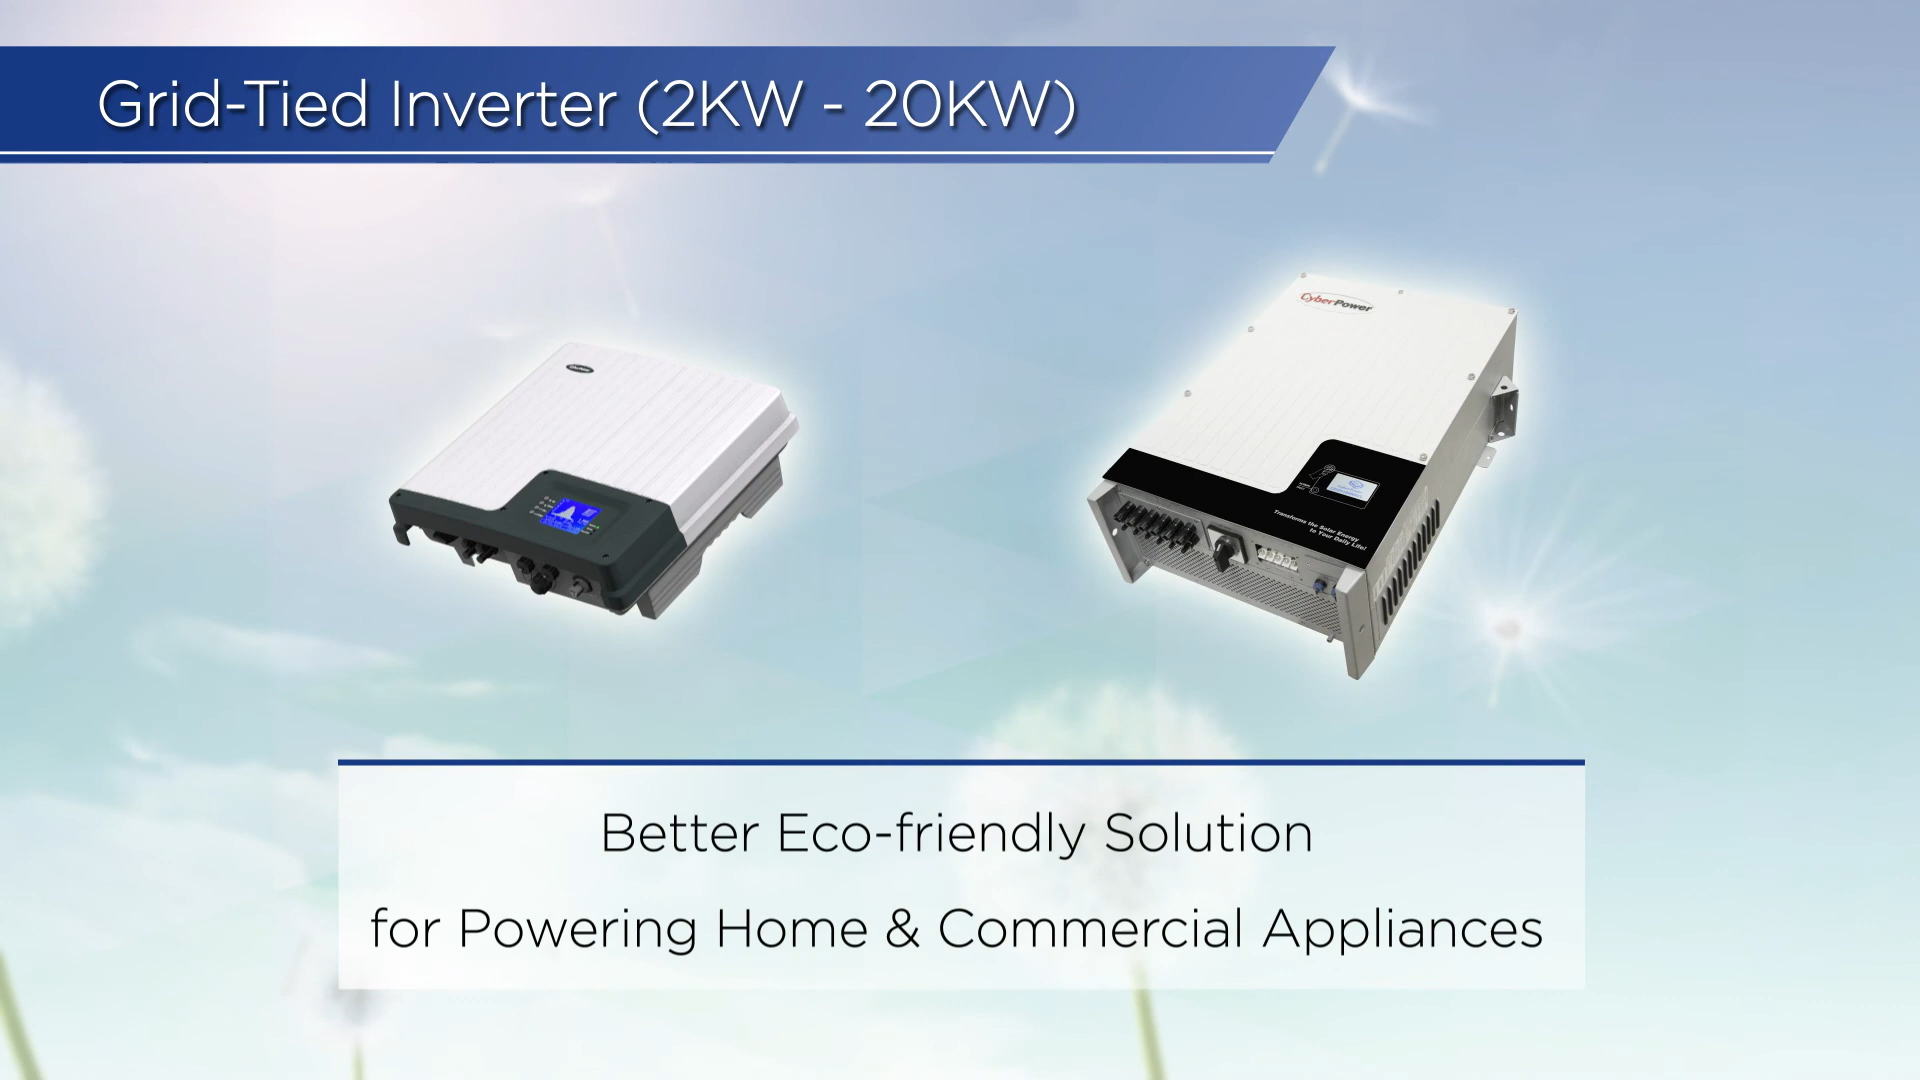 Grid-Tied Inverter (2KW - 20KW)
CyberPower
Transforms the Solar Energy
to Your Daily Life!
Better Eco-friendly Solution
for Powering Home & Commercial Appliances